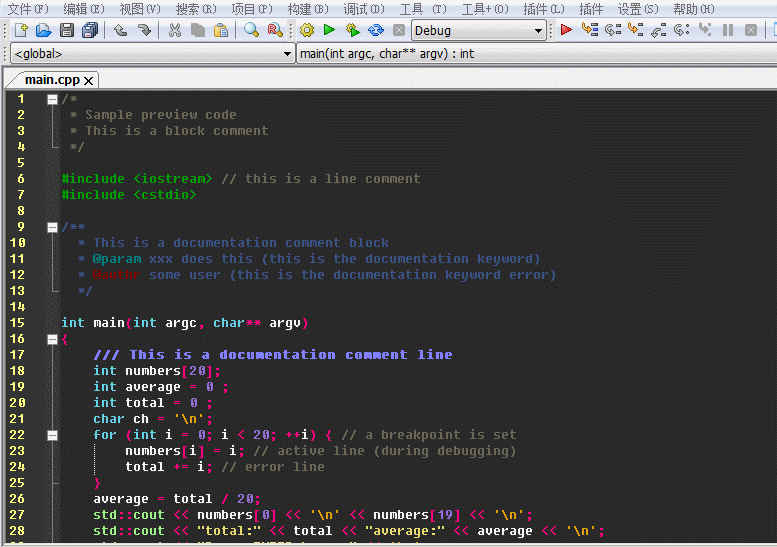 文件(F) 编辑(E) 视图(V) 搜索(R) 项目(P) 构建(B) 调试(D) 工具 (T) 工具+(O) 插件(L) 插件 设置(S) 帮助(H)
Debug
<global> main(int argc, char** argv) : int
main.cpp
1 /*
2 * Sample preview code
3 * This is a block comment
4 */
5
6 #include <iostream> // this is a line comment
7 #include <cstdio>
8
9 /**
10 * This is a documentation comment block
11 * @param xxx does this (this is the documentation keyword)
12 * @authr some user (this is the documentation keyword error)
13 */
14
15 int main(int argc, char** argv)
16 {
17 /// This is a documentation comment line
18 int numbers[20];
19 int average = 0 ;
20 int total = 0 ;
21 char ch = '\n';
22 for (int i = 0; i < 20; ++i) { // a breakpoint is set
23 numbers[i] = i; // active line (during debugging)
24 total += i; // error line
25 }
26 average = total / 20;
27 std::cout << numbers[0] << '\n' << numbers[19] << '\n';
28 std::cout << "total:" << total << "average:" << average << '\n';